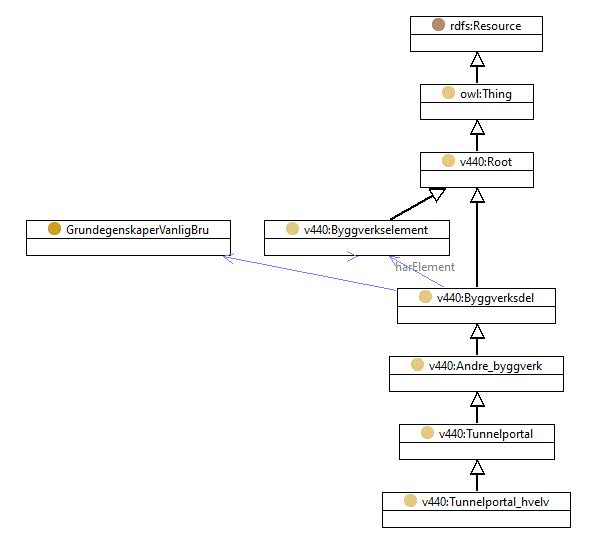 rdfs:Resource
owl:Thing
v440:Root
GrundegenskaperVanligBru
v440:Byggverkselement
harElement
v440:Byggverksdel
v440:Andre_byggverk
v440:Tunnelportal
v440:Tunnelportal_hvelv